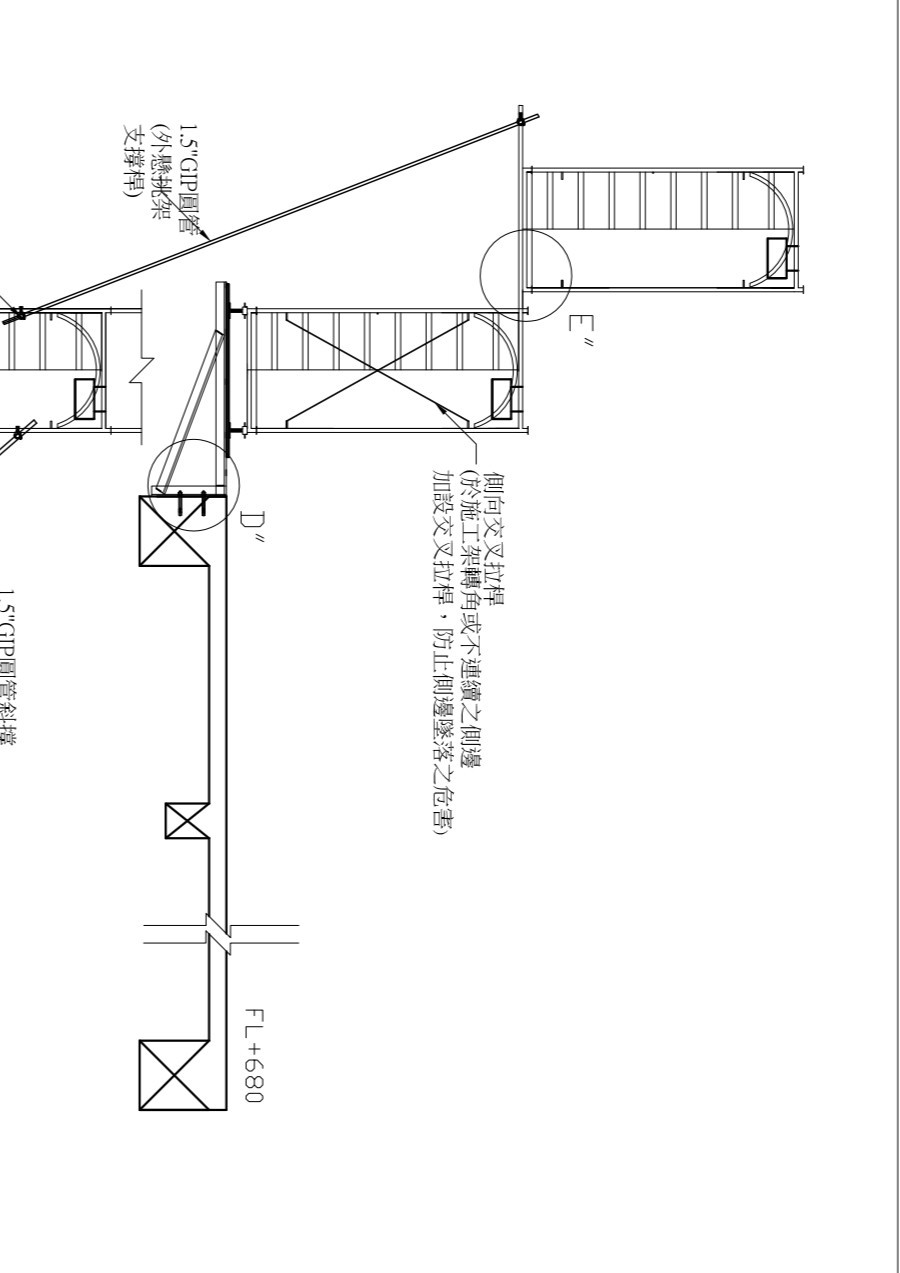 E"
側向交叉拉桿
(於施工架轉角或不連續之側邊
加設交叉拉桿，防止側邊墜落之危害)
1.5"GIP圓管
(外懸挑架
支撐桿)
D"
FL+680
1.5"GIP圓管斜撐